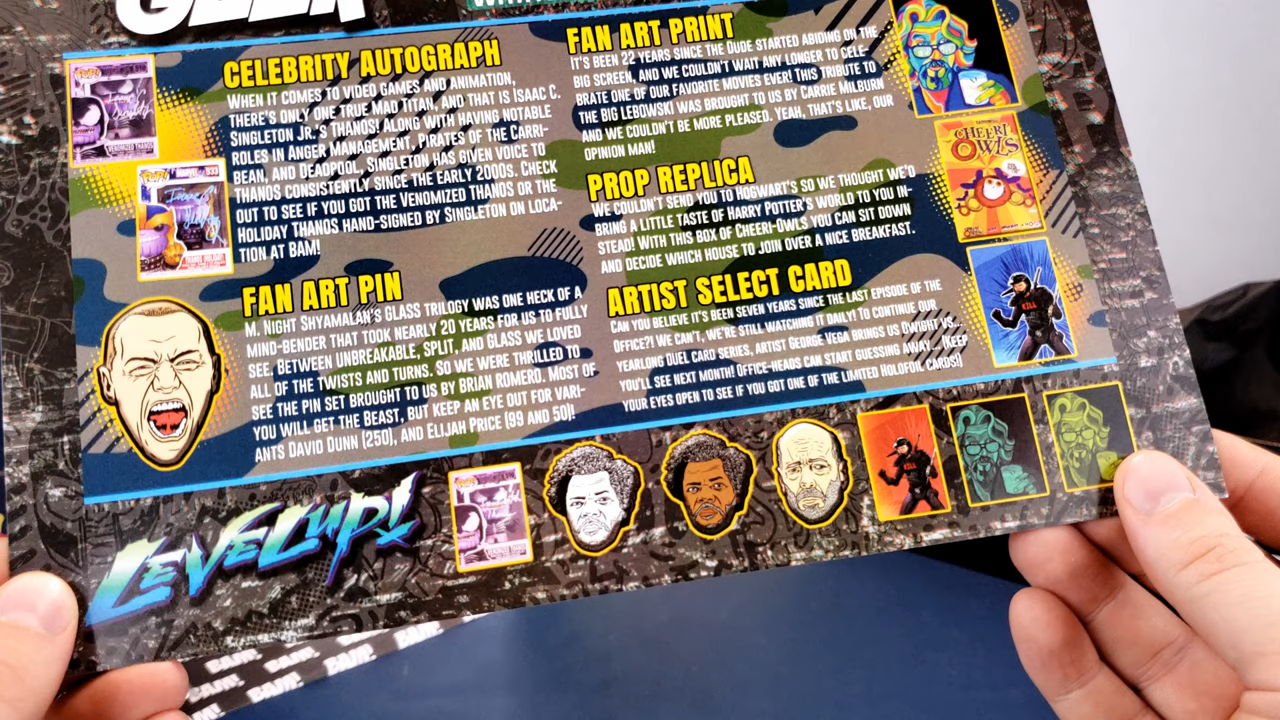 GEEK
CELEBRITY AUTOGRAPH
WHEN IT COMES TO VIDEO GAMES AND ANIMATION,
THERE'S ONLY ONE TRUE MAD TITAN, AND THAT IS ISAAC C.
SINGLETON JR.'S THANOS! ALONG WITH HAVING NOTABLE
ROLES IN ANGER MANAGEMENT, PIRATES OF THE CARRI-
BEAN, AND DEADPOOL, SINGLETON HAS GIVEN VOICE TO
THANOS CONSISTENTLY SINCE THE EARLY 2000S. CHECK
OUT TO SEE IF YOU GOT THE VENOMIZED THANOS OR THE
HOLIDAY THANOS HAND-SIGNED BY SINGLETON ON LOCA-
TION AT BAM!
POP!
VENOMIZED THANOS
POP!
MARVEL
533
THANOS HOLIDAY
FAN ART PIN
M. NIGHT SHYAMALAN'S GLASS TRILOGY WAS ONE HECK OF A
MIND-BENDER THAT TOOK NEARLY 20 YEARS FOR US TO FULLY
SEE. BETWEEN UNBREAKABLE, SPLIT, AND GLASS WE LOVED
ALL OF THE TWISTS AND TURNS. SO WE WERE THRILLED TO
SEE THE PIN SET BROUGHT TO US BY BRIAN ROMERO. MOST OF
YOU WILL GET THE BEAST, BUT KEEP AN EYE OUT FOR VARI-
ANTS DAVID DUNN (250), AND ELIJAH PRICE (99 AND 50)!
FAN ART PRINT
IT'S BEEN 22 YEARS SINCE THE DUDE STARTED ABIDING ON THE
BIG SCREEN, AND WE COULDN'T WAIT ANY LONGER TO CELE-
BRATE ONE OF OUR FAVORITE MOVIES EVER! THIS TRIBUTE TO
THE BIG LEBOWSKI WAS BROUGHT TO US BY CARRIE MILBURN
AND WE COULDN'T BE MORE PLEASED. YEAH, THAT'S LIKE, OUR
OPINION MAN!
PROP REPLICA
WE COULDN'T SEND YOU TO HOGWART'S SO WE THOUGHT WE'D
BRING A LITTLE TASTE OF HARRY POTTER'S WORLD TO YOU IN-
STEAD! WITH THIS BOX OF CHEERI-OWLS YOU CAN SIT DOWN
AND DECIDE WHICH HOUSE TO JOIN OVER A NICE BREAKFAST.
CHEERI
OWLS
ARTIST SELECT CARD
CAN YOU BELIEVE IT'S BEEN SEVEN YEARS SINCE THE LAST EPISODE OF THE
OFFICE?! WE CAN'T, WE'RE STILL WATCHING IT DAILY! TO CONTINUE OUR
YEARLONG DUEL CARD SERIES, ARTIST GEORGE VEGA BRINGS US DWIGHT VS...
YOU'LL SEE NEXT MONTH! OFFICE-HEADS CAN START GUESSING AWAY... (KEEP
YOUR EYES OPEN TO SEE IF YOU GOT ONE OF THE LIMITED HOLOFOIL CARDS!)
LEVEL UP!
VENOMIZED THANOS
BAM! BAM! BAM!
BAM! BAM! BAM!